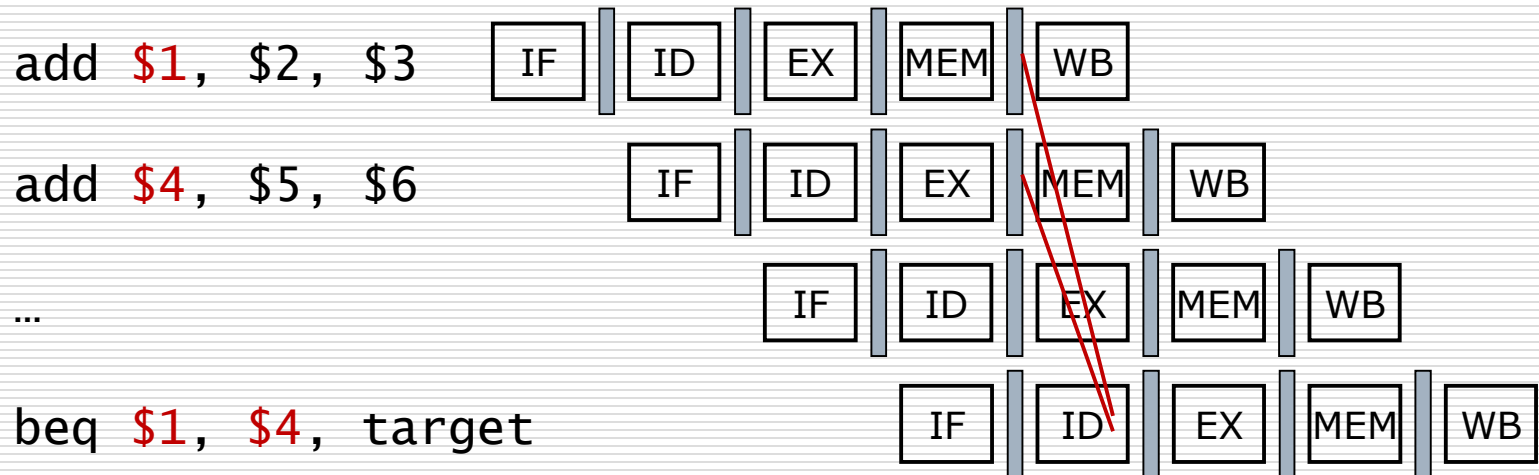 add $1, $2, $3 IF ID EX MEM WB
add $4, $5, $6 IF ID EX MEM WB
… IF ID EX MEM WB
beq $1, $4, target IF ID EX MEM WB